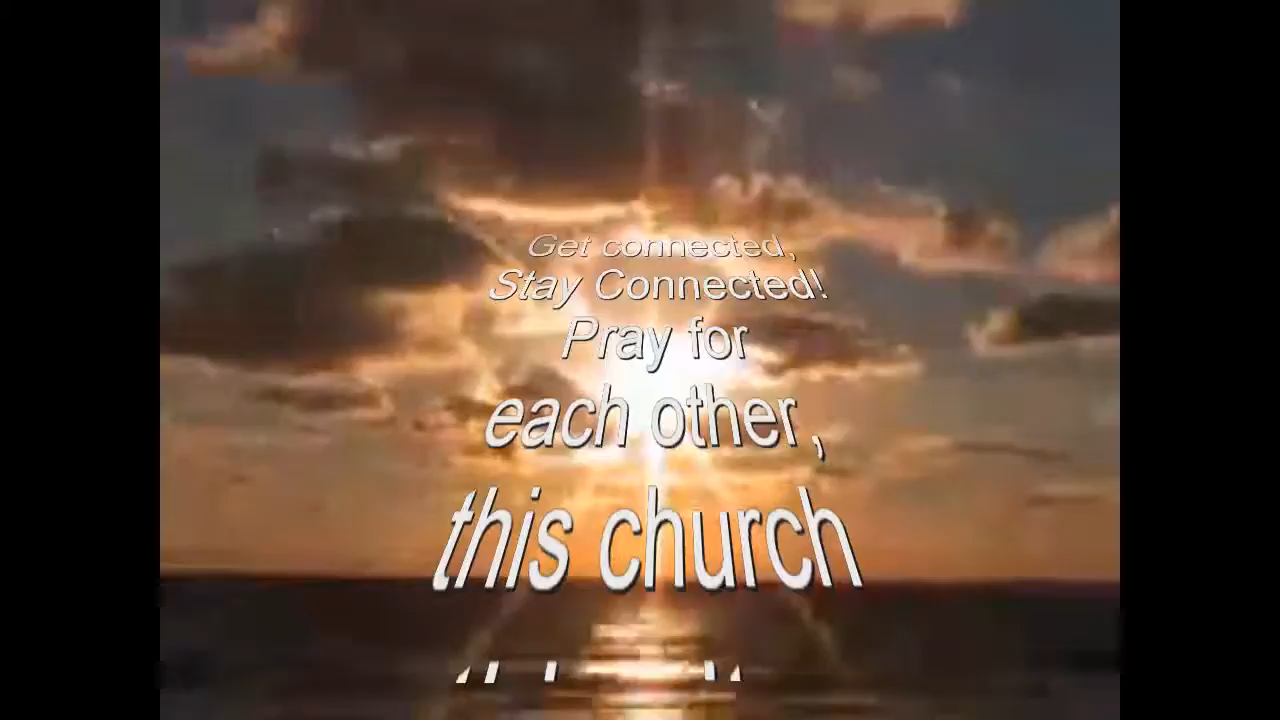 Get connected,
Stay Connected!
Pray for
each other,
this church